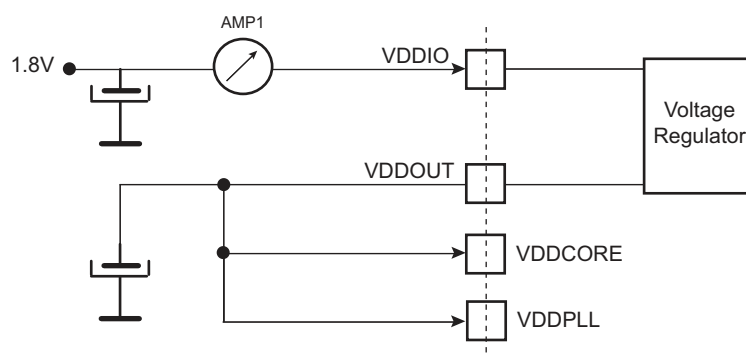 AMP1
1.8V
VDDIO
Voltage
Regulator
VDDOUT
VDDCORE
VDDPLL